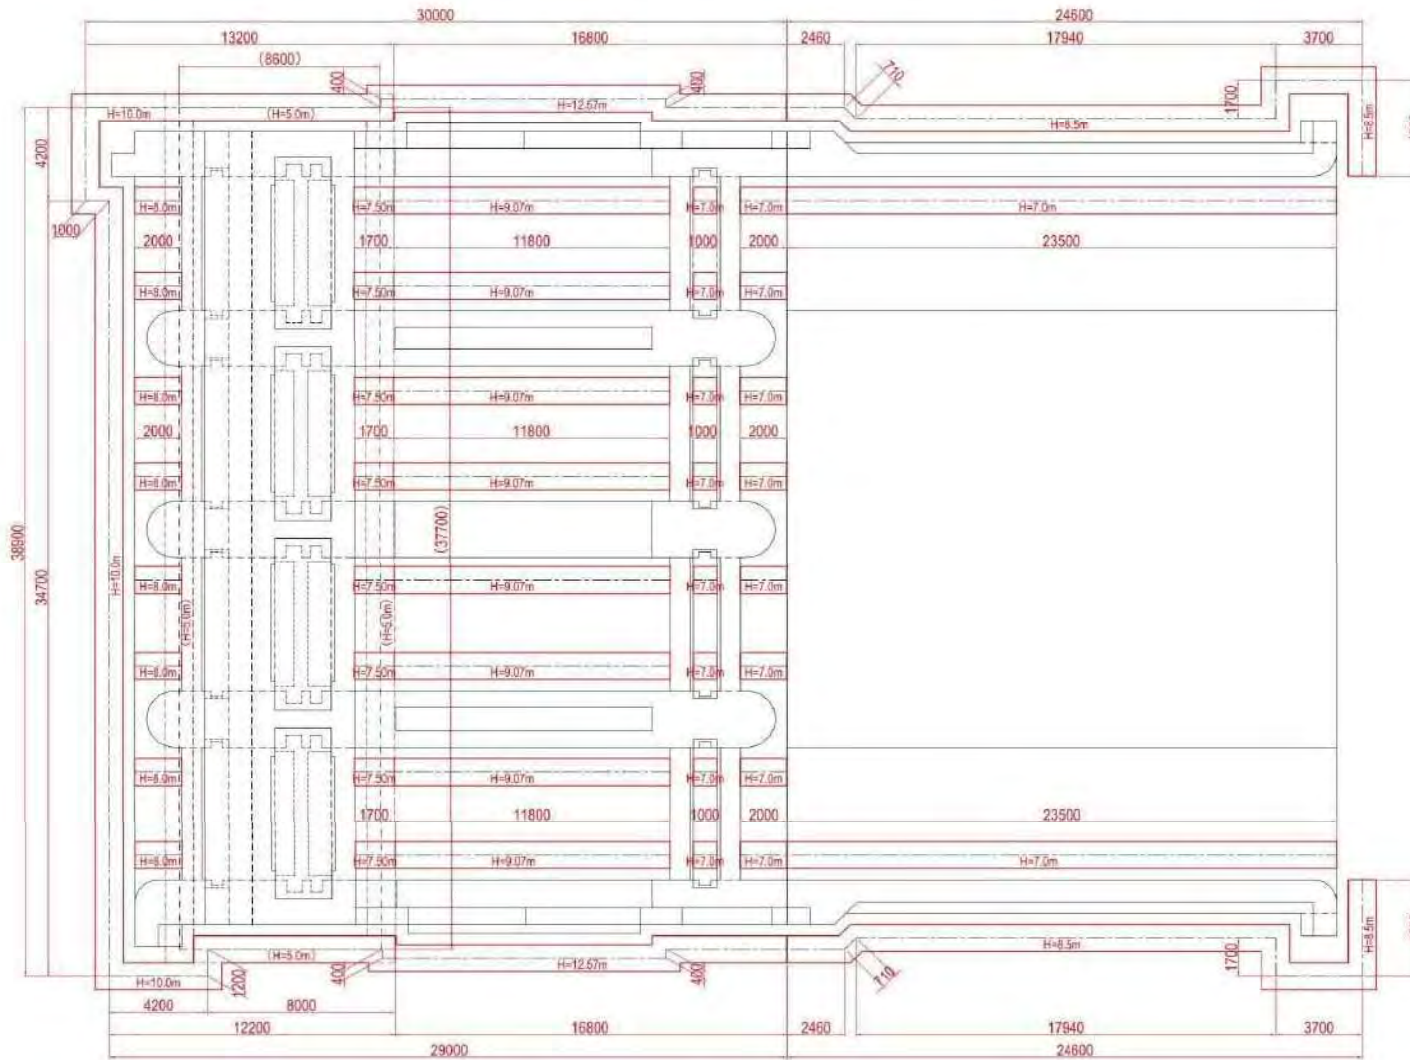 30000
24600
13200
16800
2460
17940
3700
(8600)
400
400
710
1700
H=10.0m
(H=5.0m)
H=12.57m
H=8.5m
H=8.5m
4200
1000
H=8.0m
H=7.50m
H=9.07m
H=7.0m
H=7.0m
H=7.0m
2000
1700
11800
1000
2000
23500
H=8.0m
H=7.50m
H=9.07m
H=7.0m
H=7.0m
H=8.0m
H=7.50m
H=9.07m
H=7.0m
H=7.0m
2000
1700
11800
1000
2000
H=8.0m
H=7.50m
H=9.07m
H=7.0m
H=7.0m
38900
34700
H=10.0m
(37700)
H=8.0m
H=7.50m
H=9.07m
H=7.0m
H=7.0m
(H=5.0m)
(H=5.0m)
H=8.0m
H=7.50m
H=9.07m
H=7.0m
H=7.0m
H=8.0m
H=7.50m
H=9.07m
H=7.0m
H=7.0m
1700
11800
1000
2000
23500
H=8.0m
H=7.50m
H=9.07m
H=7.0m
H=7.0m
H=7.0m
H=8.5m
(H=5.0m)
H=12.57m
H=8.5m
H=10.0m
1200
400
400
710
1700
4200
8000
12200
16800
2460
17940
3700
29000
24600